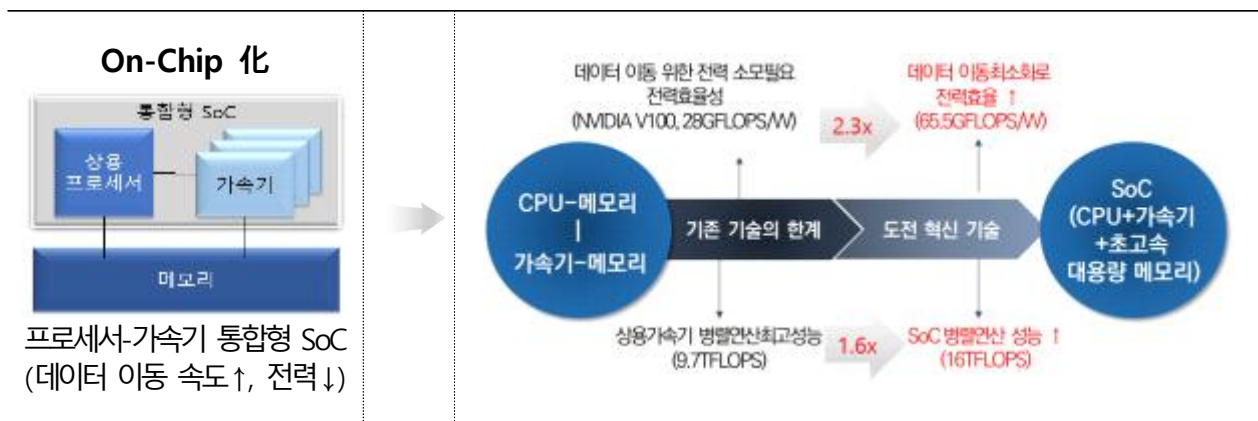 On-Chip 化
통합형 SoC
상용
프로세서
가속기
메모리
프로세서-가속기 통합형 SoC
(데이터 이동 속도↑, 전력↓)
데이터 이동 위한 전력 소모필요
전력효율성
(NVIDIA V100, 28GFLOPS/W)
2.3x
데이터 이동최소화로
전력효율 ↑
(65.5GFLOPS/W)
CPU-메모리
|
가속기-메모리
기존 기술의 한계
도전 혁신 기술
SoC
(CPU+가속기
+초고속
대용량 메모리)
상용가속기 병렬연산최고성능
(9.7TFLOPS)
1.6x
SoC 병렬연산 성능 ↑
(16TFLOPS)